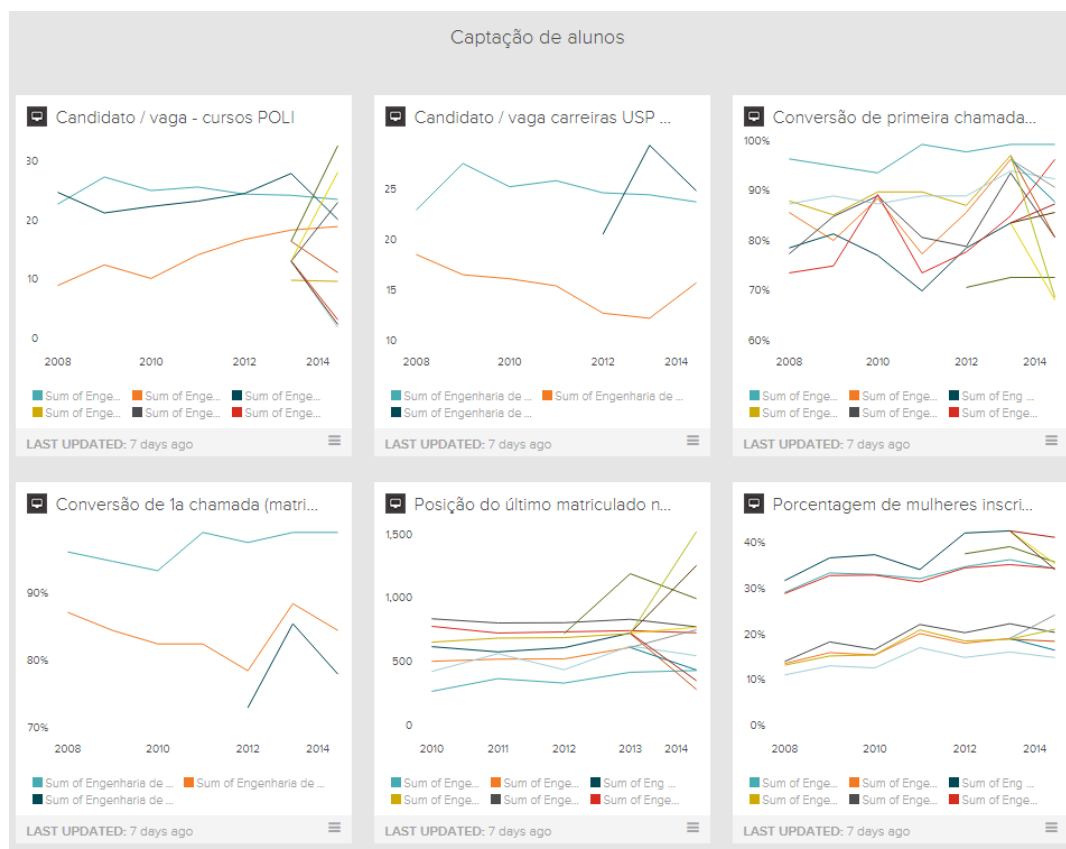 Captação de alunos
Candidato / vaga - cursos POLI
30
20
10
0
2008 2010 2012 2014
Sum of Enge... Sum of Enge... Sum of Enge...
Sum of Enge... Sum of Enge... Sum of Enge...
LAST UPDATED: 7 days ago
Candidato / vaga carreiras USP ...
25
20
15
10
2008 2010 2012 2014
Sum of Engenharia de ... Sum of Engenharia de ...
Sum of Engenharia de ...
LAST UPDATED: 7 days ago
Conversão de primeira chamada...
100%
90%
80%
70%
60%
2008 2010 2012 2014
Sum of Enge... Sum of Enge... Sum of Eng ...
Sum of Enge... Sum of Enge... Sum of Enge...
LAST UPDATED: 7 days ago
Conversão de 1a chamada (matri...
90%
80%
70%
2008 2010 2012 2014
Sum of Engenharia de ... Sum of Engenharia de ...
Sum of Engenharia de ...
LAST UPDATED: 7 days ago
Posição do último matriculado n...
1,500
1,000
500
0
2010 2011 2012 2013 2014
Sum of Enge... Sum of Enge... Sum of Eng ...
Sum of Enge... Sum of Enge... Sum of Enge...
LAST UPDATED: 7 days ago
Porcentagem de mulheres inscri...
40%
30%
20%
10%
0%
2008 2010 2012 2014
Sum of Enge... Sum of Enge... Sum of Eng ...
Sum of Enge... Sum of Enge... Sum of Enge...
LAST UPDATED: 7 days ago